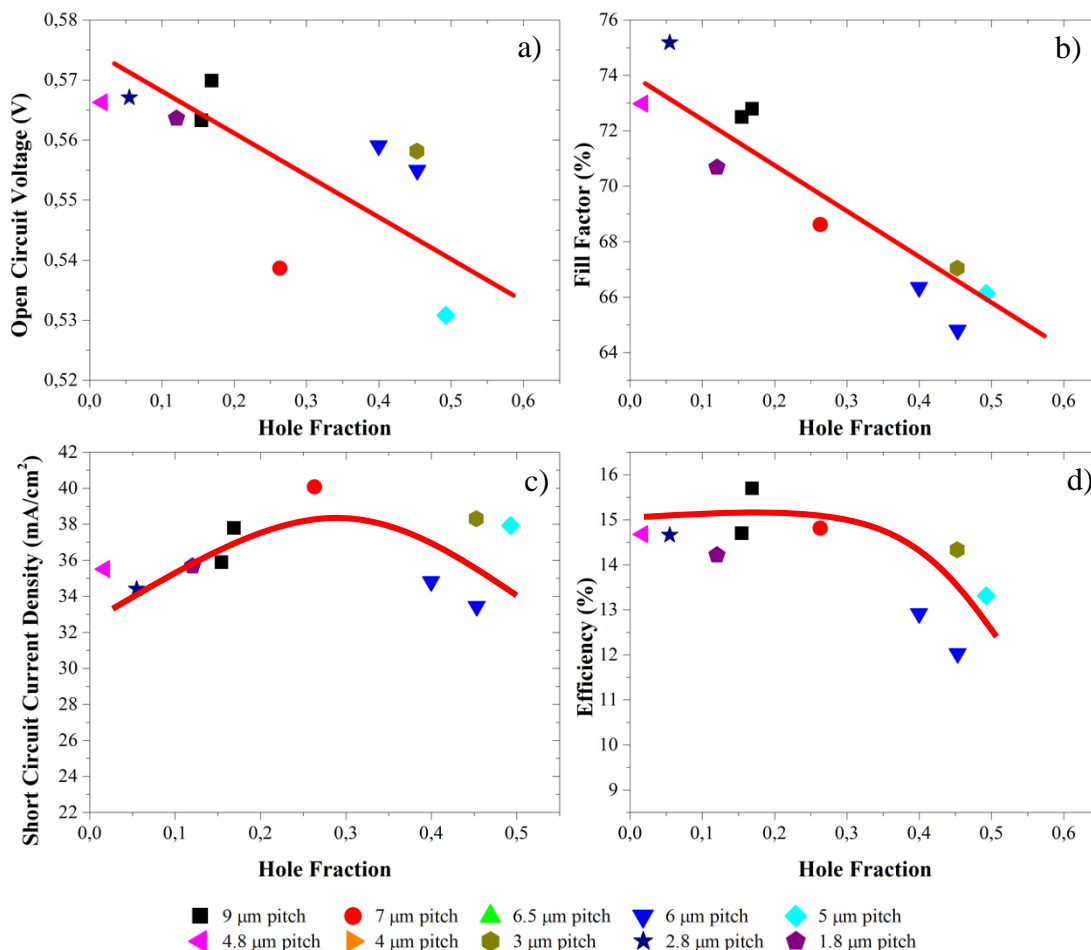 a)
Open Circuit Voltage (V)
0,58
0,57
0,56
0,55
0,54
0,53
0,52
0,0 0,1 0,2 0,3 0,4 0,5 0,6
Hole Fraction
b)
Fill Factor (%)
76
74
72
70
68
66
64
0,0 0,1 0,2 0,3 0,4 0,5 0,6
Hole Fraction
c)
Short Circuit Current Density (mA/cm²)
42
40
38
36
34
32
30
28
26
24
22
0,0 0,1 0,2 0,3 0,4 0,5
Hole Fraction
d)
Efficiency (%)
16
15
14
13
12
11
10
9
0,0 0,1 0,2 0,3 0,4 0,5 0,6
Hole Fraction
9 μm pitch 7 μm pitch 6.5 μm pitch 6 μm pitch 5 μm pitch
4.8 μm pitch 4 μm pitch 3 μm pitch 2.8 μm pitch 1.8 μm pitch